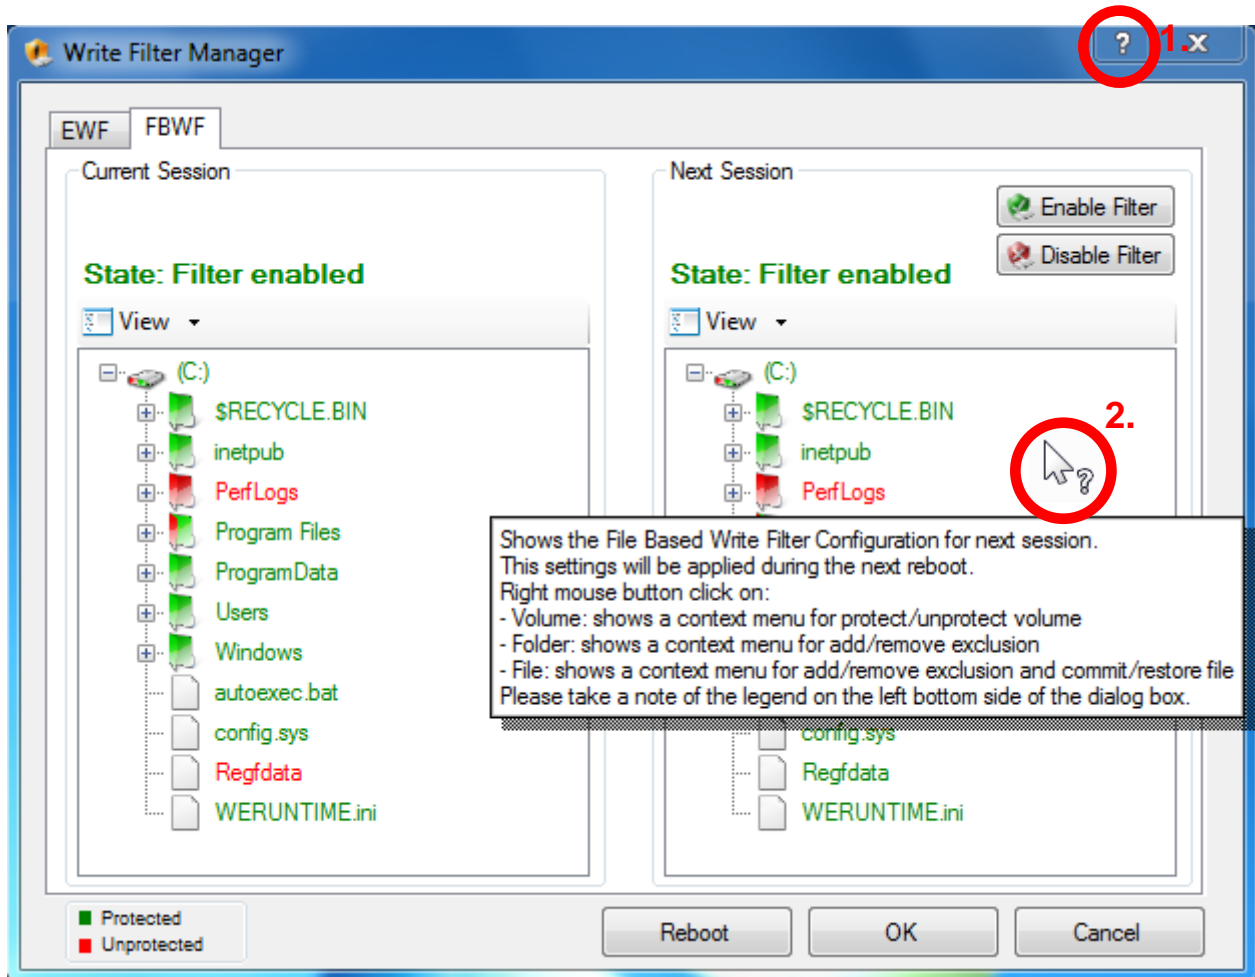 Write Filter Manager
?
1.
x
EWF
FBWF
Current Session
State: Filter enabled
View
(C:)
$RECYCLE.BIN
inetpub
PerfLogs
Program Files
ProgramData
Users
Windows
autoexec.bat
config.sys
Regfdata
WERUNTIME.ini
Next Session
Enable Filter
Disable Filter
State: Filter enabled
View
(C:)
$RECYCLE.BIN
inetpub
PerfLogs
2.
?
Shows the File Based Write Filter Configuration for next session.
This settings will be applied during the next reboot.
Right mouse button click on:
- Volume: shows a context menu for protect/unprotect volume
- Folder: shows a context menu for add/remove exclusion
- File: shows a context menu for add/remove exclusion and commit/restore file
Please take a note of the legend on the left bottom side of the dialog box.
config.sys
Regfdata
WERUNTIME.ini
Protected
Unprotected
Reboot
OK
Cancel